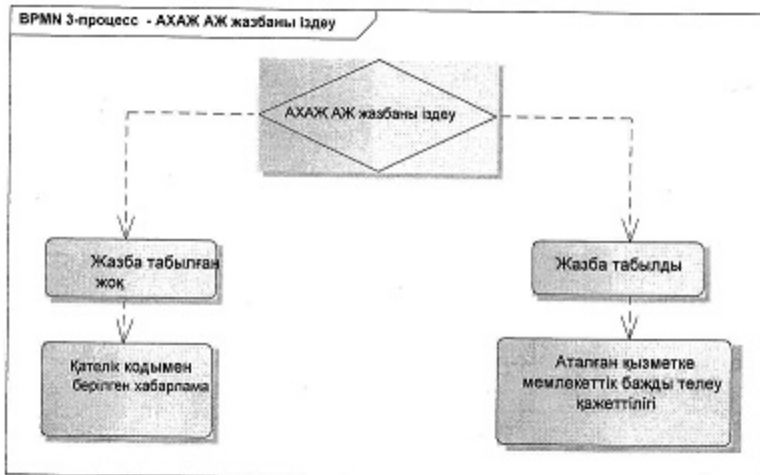 BPMN 3-процесс - АХАЖ АЖ жазбаны іздеу
АХАЖ АЖ жазбаны іздеу
Жазба табылған
жоқ
Жазба табылды
Қателік кодымен
берілген хабарлама
Аталған қызметке
мемлекеттік бажды төлеу
қажеттілігі